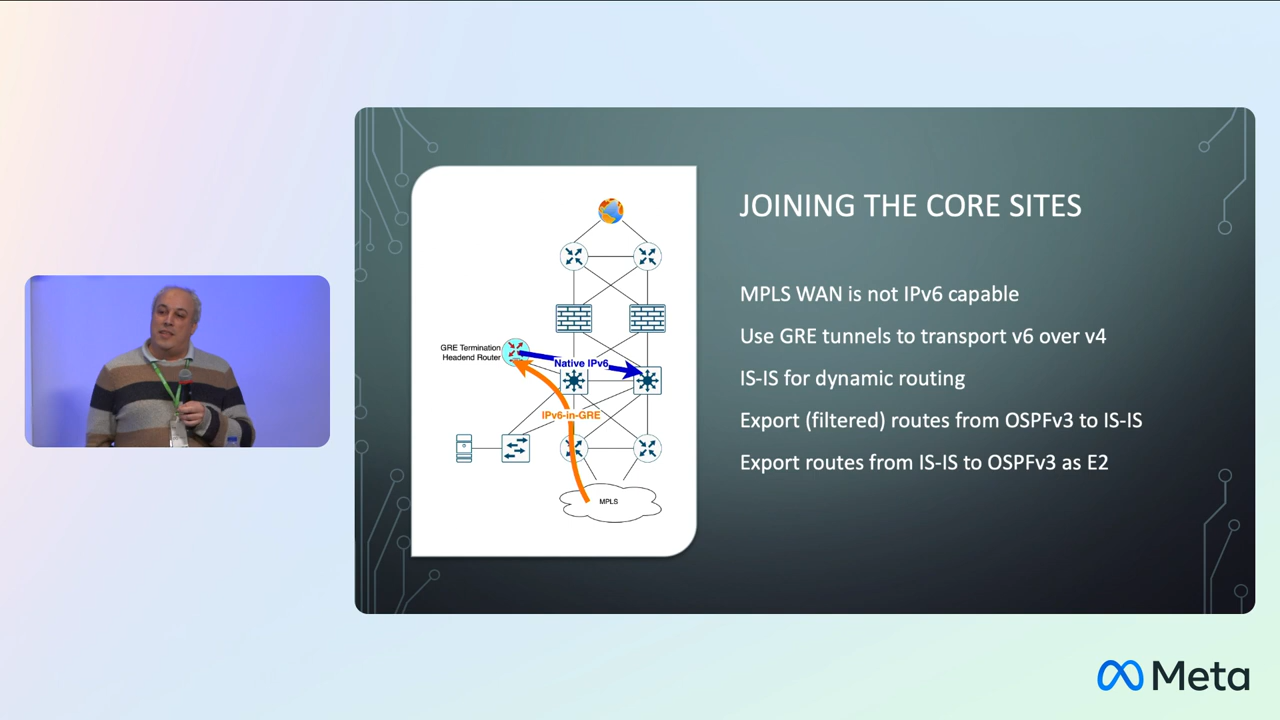 JOINING THE CORE SITES
MPLS WAN is not IPv6 capable
Use GRE tunnels to transport v6 over v4
IS-IS for dynamic routing
Export (filtered) routes from OSPFv3 to IS-IS
Export routes from IS-IS to OSPFv3 as E2
GRE Termination
Headend Router
Native IPv6
IPv6-in-GRE
MPLS
Meta